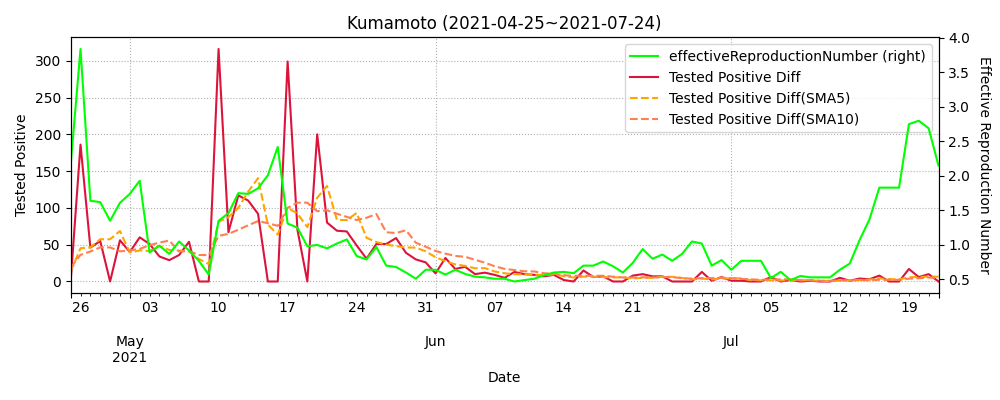 Kumamoto (2021-04-25~2021-07-24)
effectiveReproductionNumber (right)
Tested Positive Diff
Tested Positive Diff(SMA5)
Tested Positive Diff(SMA10)
Tested Positive
300
250
200
150
100
50
0
4.0
3.5
3.0
2.5
2.0
1.5
1.0
0.5
Effective Reproduction Number
26 03 10 17 24 31 07 14 21 28 05 12 19
May Jun Jul
2021
Date